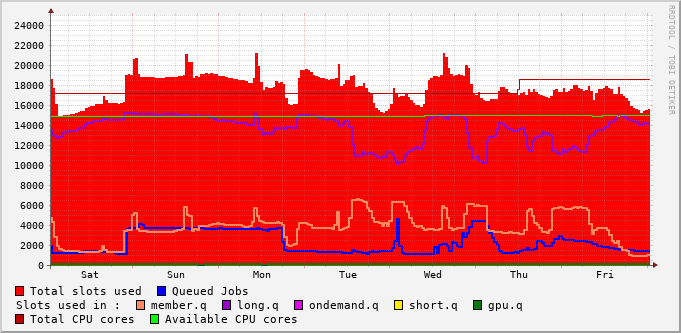 RRDTOOL / TOBI OETIKER
24000
22000
20000
18000
16000
14000
12000
10000
8000
6000
4000
2000
0
Sat Sun Mon Tue Wed Thu Fri
Total slots used Queued Jobs
Slots used in : member.q long.q ondemand.q short.q gpu.q
Total CPU cores Available CPU cores